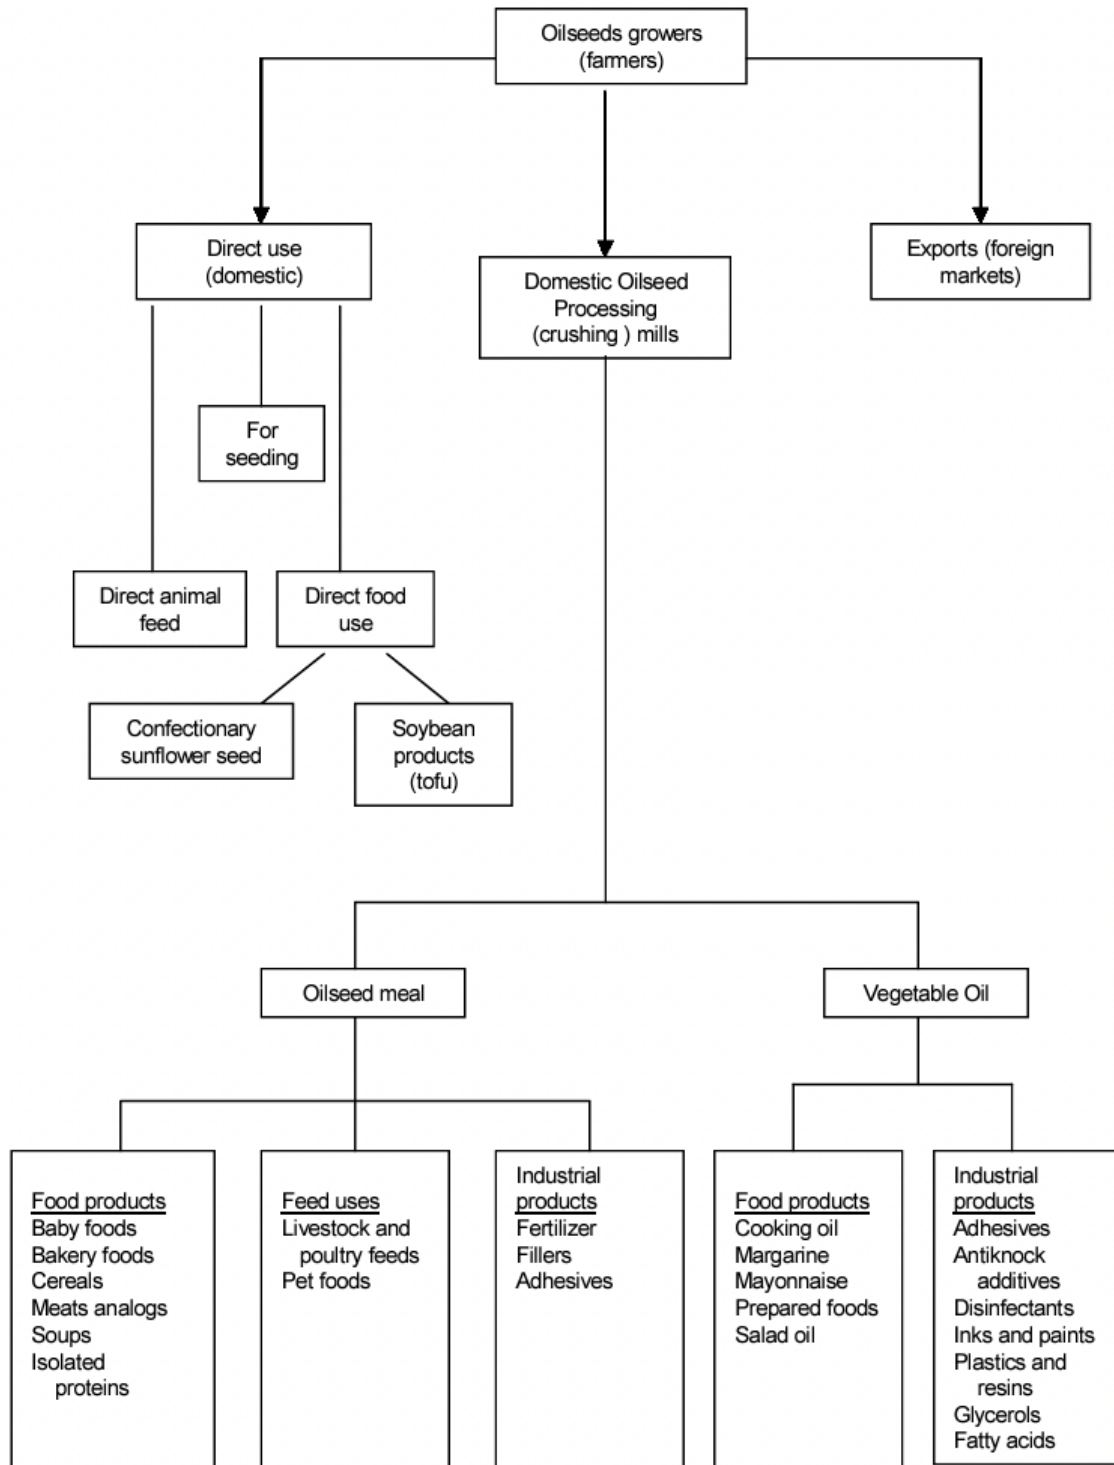 Oilseeds growers
(farmers)
Direct use
(domestic)
Domestic Oilseed
Processing
(crushing ) mills
Exports (foreign
markets)
For
seeding
Direct animal
feed
Direct food
use
Confectionary
sunflower seed
Soybean
products
(tofu)
Oilseed meal
Vegetable Oil
Food products
Baby foods
Bakery foods
Cereals
Meats analogs
Soups
Isolated
proteins
Feed uses
Livestock and
poultry feeds
Pet foods
Industrial
products
Fertilizer
Fillers
Adhesives
Food products
Cooking oil
Margarine
Mayonnaise
Prepared foods
Salad oil
Industrial
products
Adhesives
Antiknock
additives
Disinfectants
Inks and paints
Plastics and
resins
Glycerols
Fatty acids